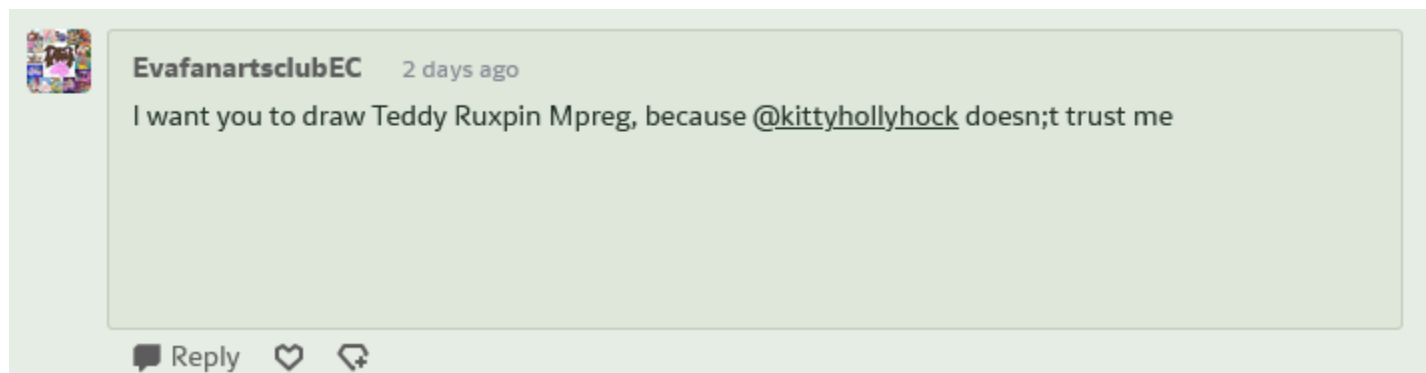 EvafanartsclubEC 2 days ago
I want you to draw Teddy Ruxpin Mpreg, because @kittyhollyhock doesn;t trust me
Reply